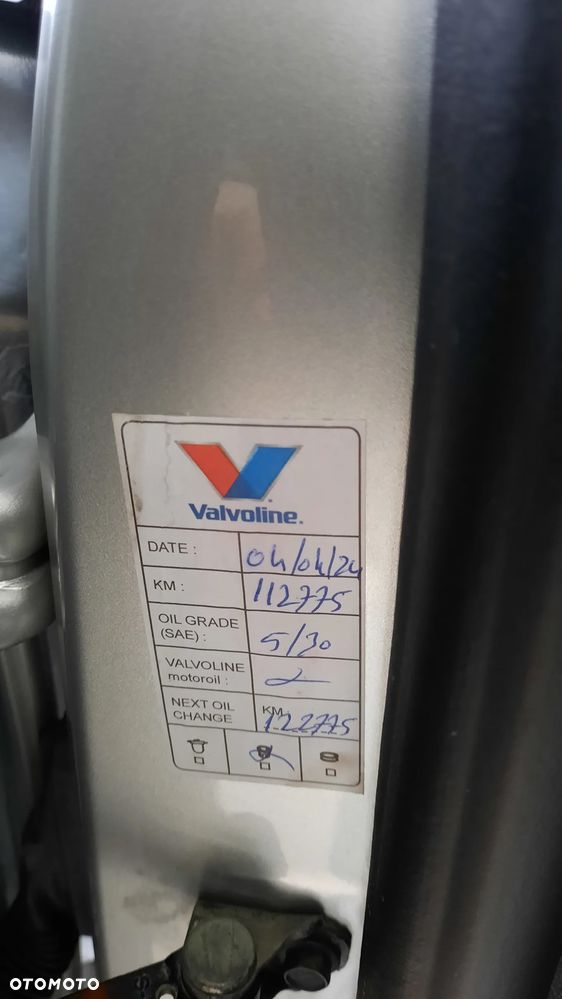 Valvoline.
DATE : 04/04/24
KM : 112775
OIL GRADE (SAE) : 5/30
VALVOLINE motoroil :
NEXT OIL CHANGE KM : 122775
OTOMOTO